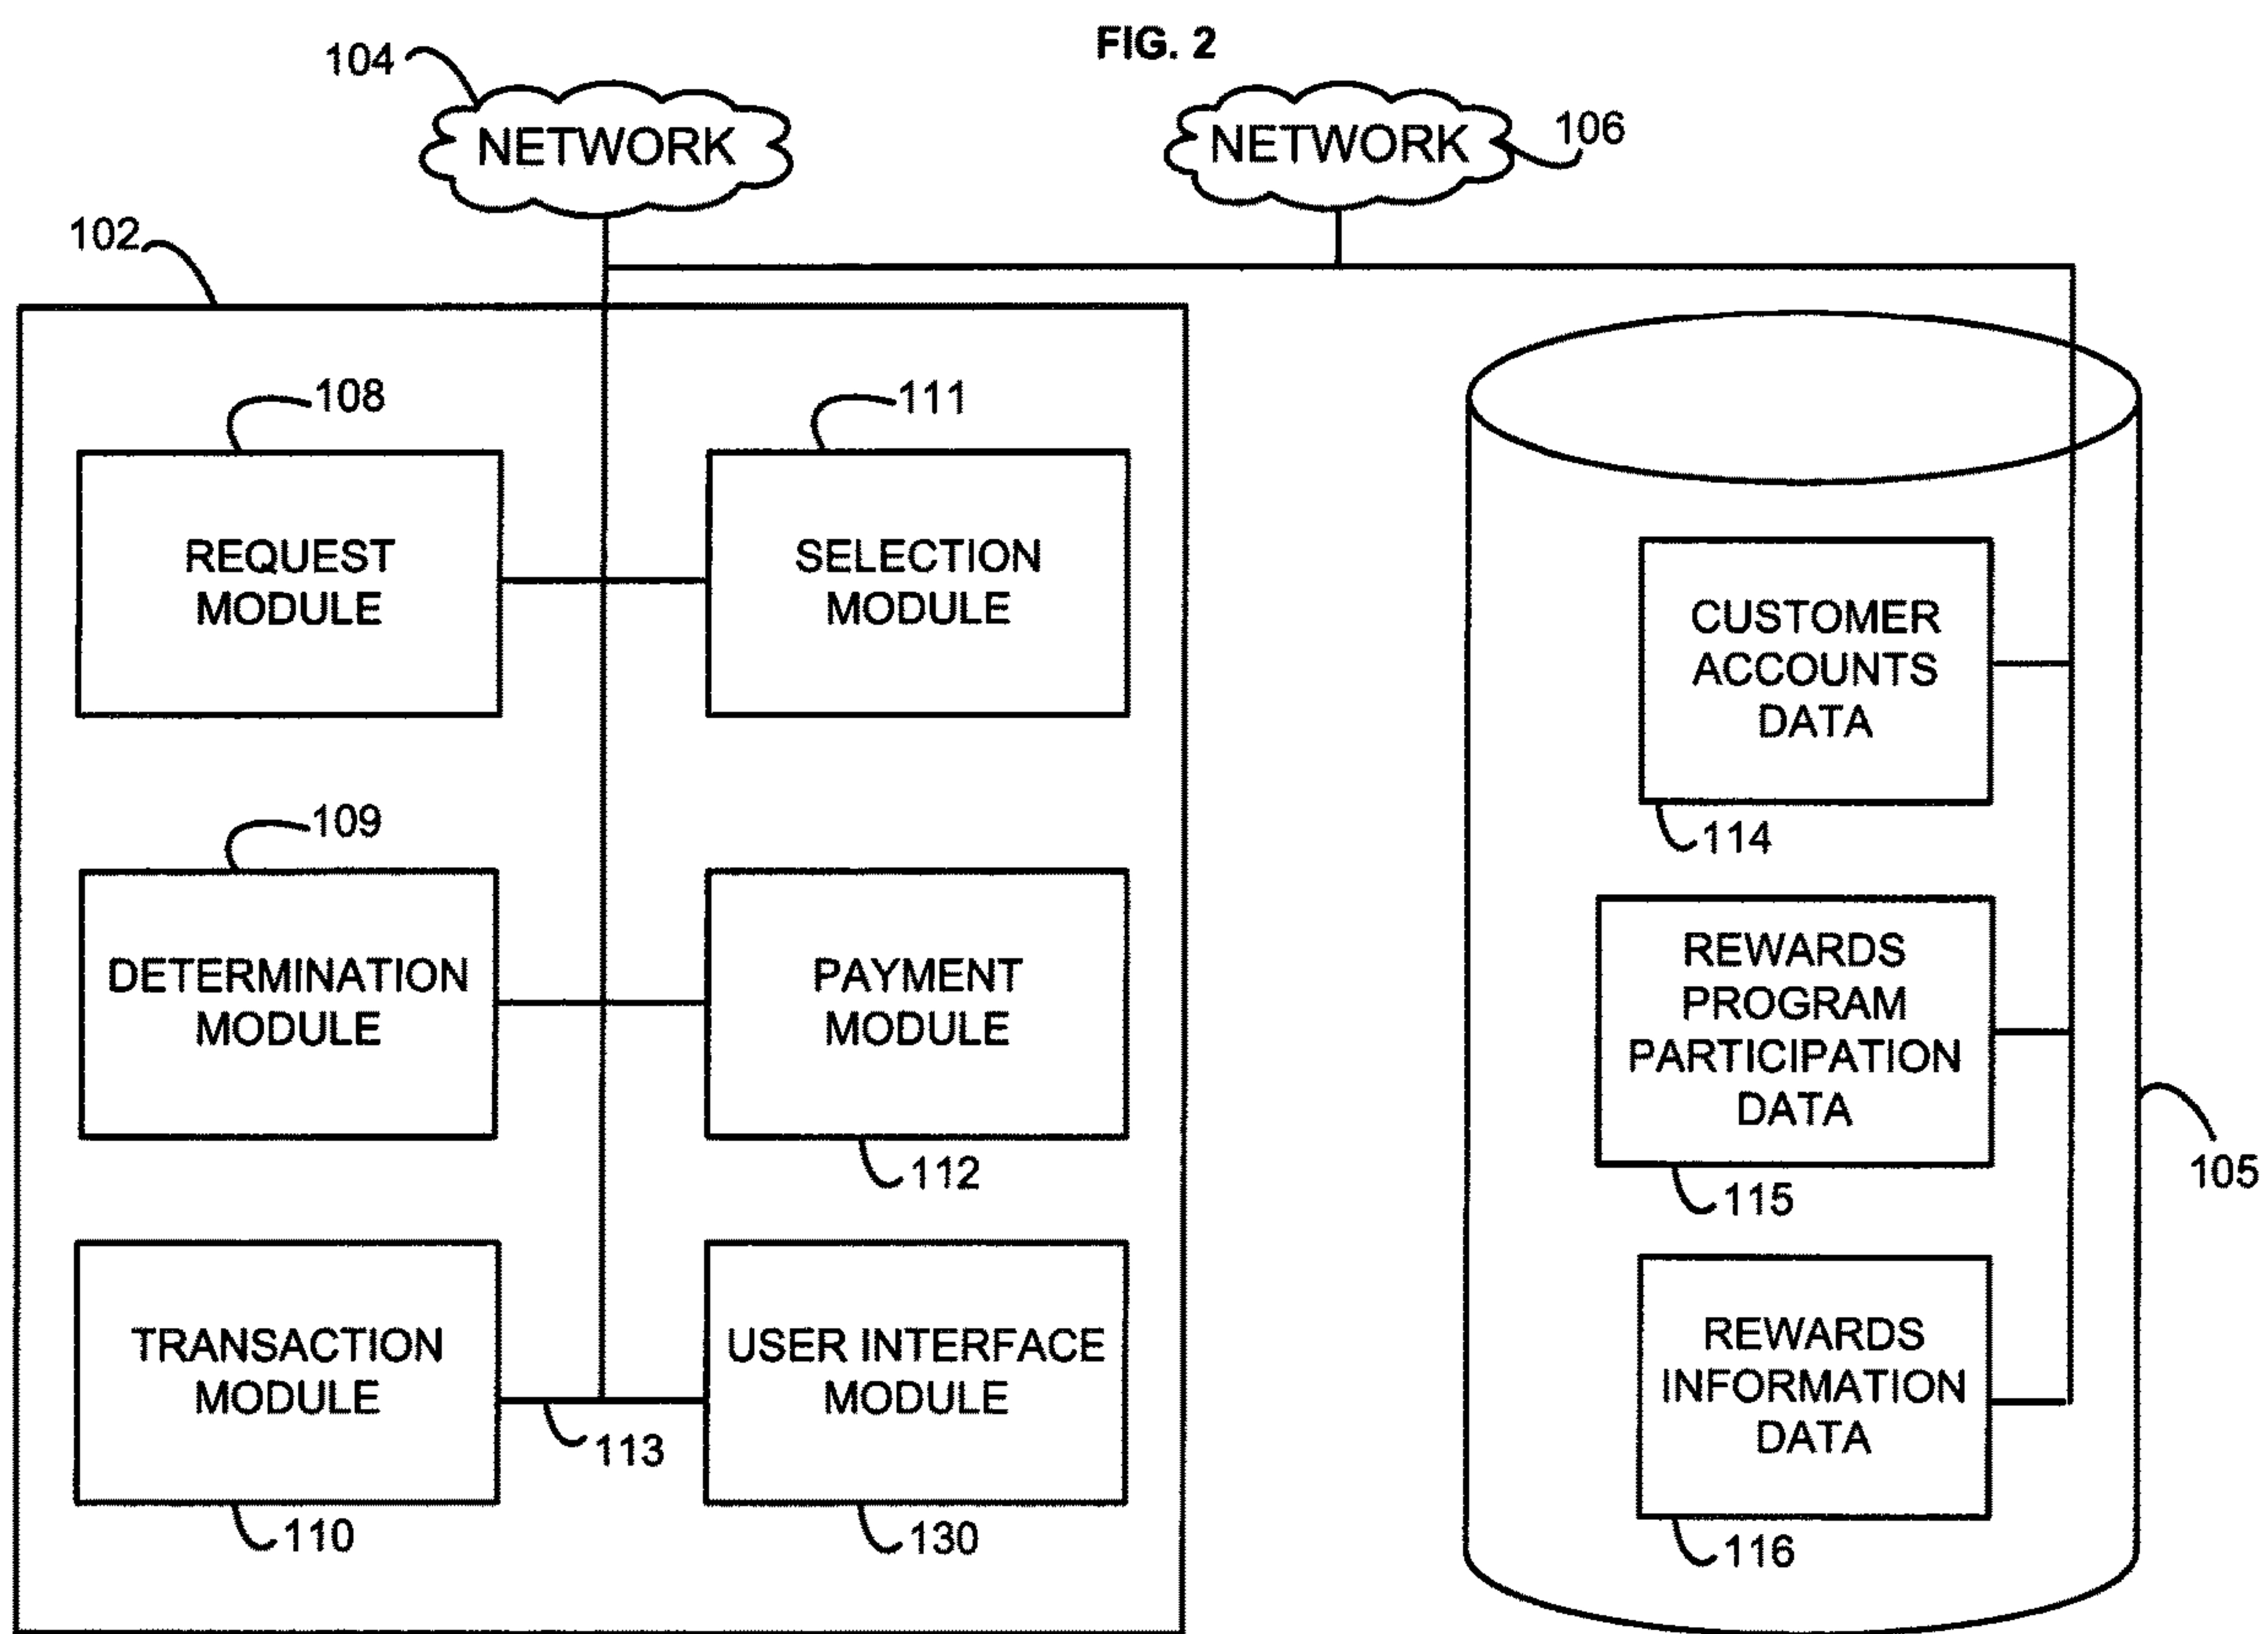 FIG. 2
104
NETWORK
NETWORK
106
102
108
REQUEST
MODULE
111
SELECTION
MODULE
109
DETERMINATION
MODULE
PAYMENT
MODULE
112
TRANSACTION
MODULE
110
113
USER INTERFACE
MODULE
130
CUSTOMER
ACCOUNTS
DATA
114
REWARDS
PROGRAM
PARTICIPATION
DATA
115
105
REWARDS
INFORMATION
DATA
116